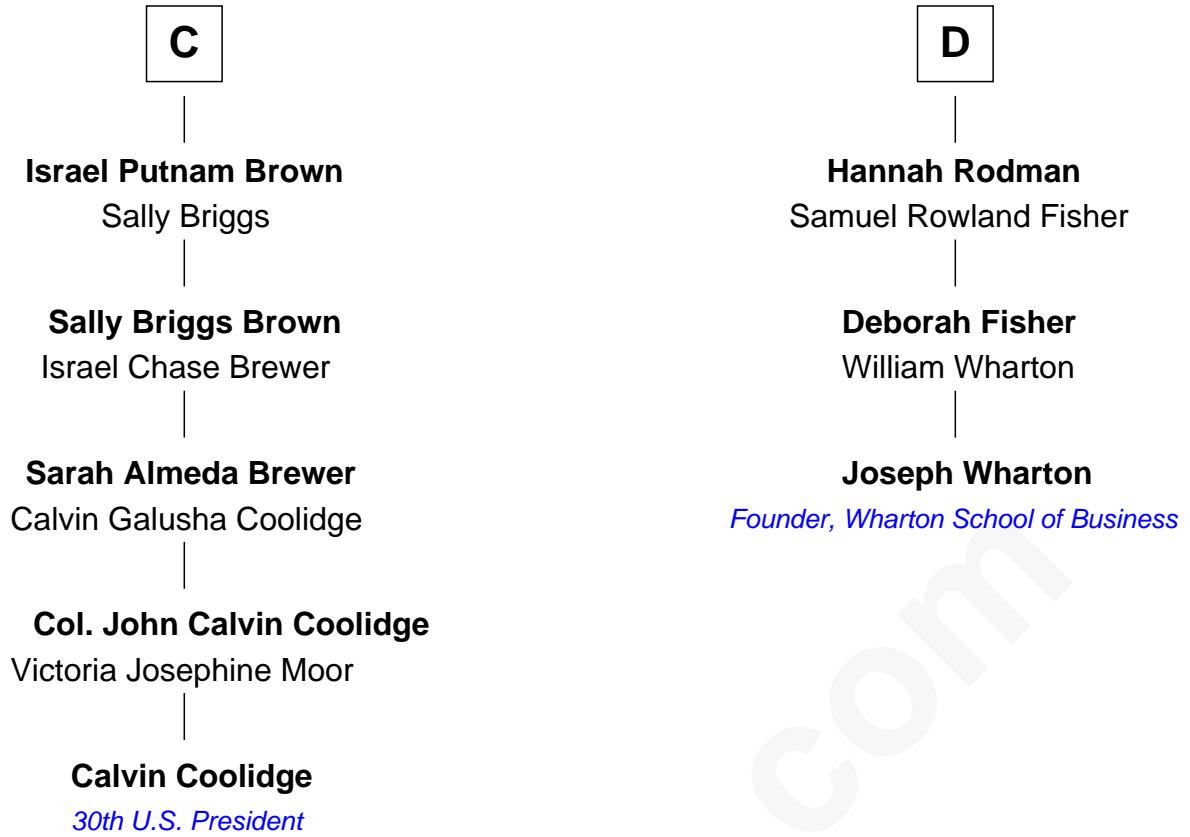 C
Israel Putnam Brown
Sally Briggs
Sally Briggs Brown
Israel Chase Brewer
Sarah Almeda Brewer
Calvin Galusha Coolidge
Col. John Calvin Coolidge
Victoria Josephine Moor
Calvin Coolidge
30th U.S. President
D
Hannah Rodman
Samuel Rowland Fisher
Deborah Fisher
William Wharton
Joseph Wharton
Founder, Wharton School of Business
com